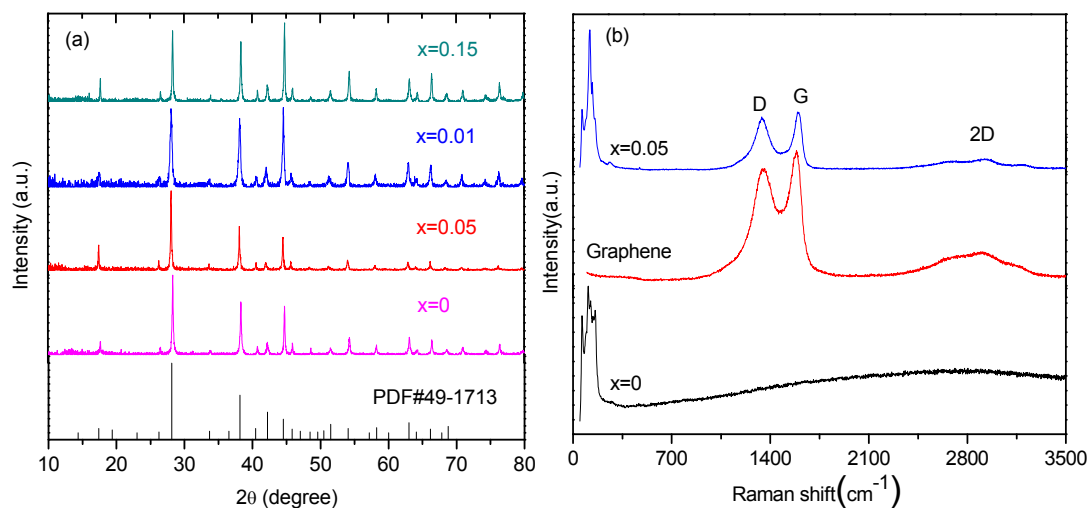 (a)
x=0.15
x=0.01
x=0.05
x=0
PDF#49-1713
Intensity (a.u.)
10 20 30 40 50 60 70 80
2θ (degree)
(b)
D
G
2D
x=0.05
Graphene
x=0
Intensity(a.u.)
0 700 1400 2100 2800 3500
Raman shift(cm⁻¹)